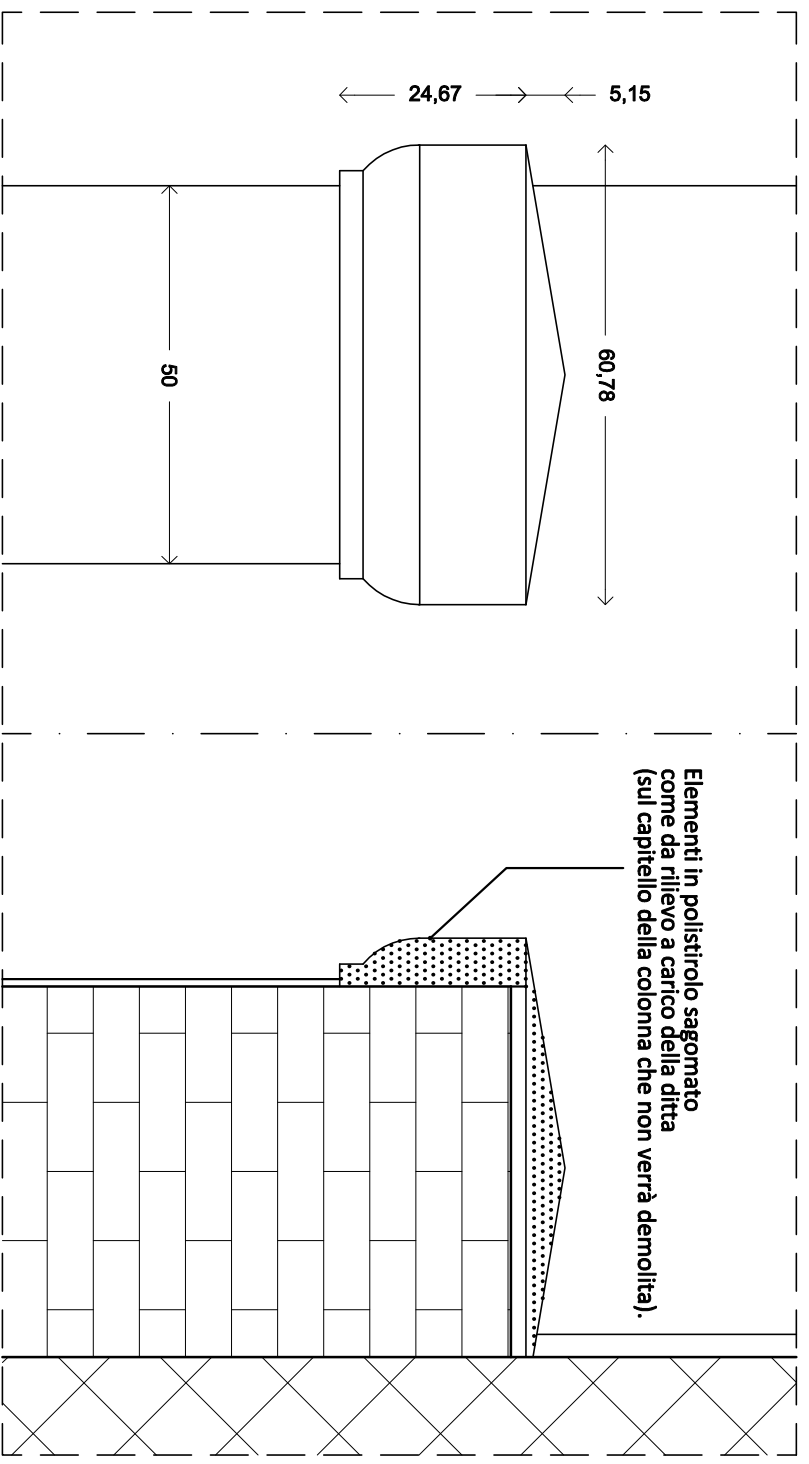 24,67
5,15
60,78
50
Elementi in polistirolo sagomato
come da rilievo a carico della ditta
(sul capitello della colonna che non verrà demolita).